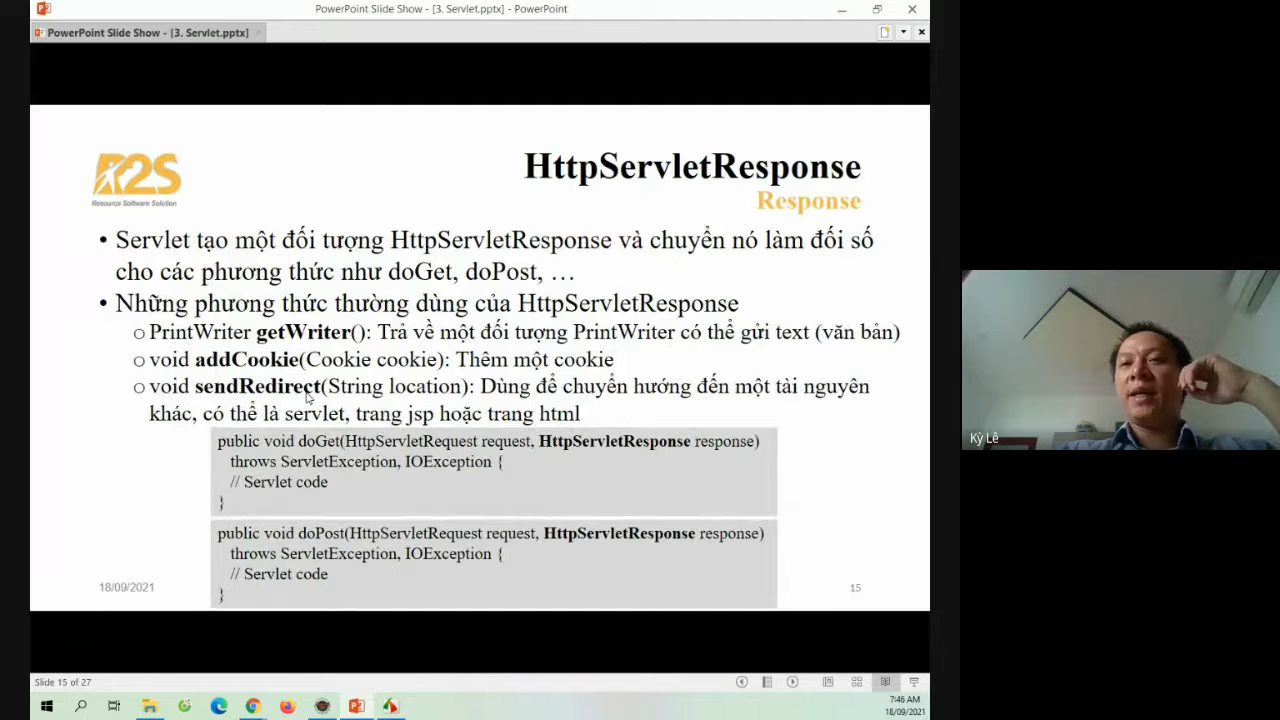 PowerPoint Slide Show - [3. Servlet.pptx] - PowerPoint
PowerPoint Slide Show - [3. Servlet.pptx]
R2S
Resource Software Solution
HttpServletResponse
Response
• Servlet tạo một đối tượng HttpServletResponse và chuyển nó làm đối số
cho các phương thức như doGet, doPost, …
• Những phương thức thường dùng của HttpServletResponse
o PrintWriter getWriter(): Trả về một đối tượng PrintWriter có thể gửi text (văn bản)
o void addCookie(Cookie cookie): Thêm một cookie
o void sendRedirect(String location): Dùng để chuyển hướng đến một tài nguyên
khác, có thể là servlet, trang jsp hoặc trang html
public void doGet(HttpServletRequest request, HttpServletResponse response)
throws ServletException, IOException {
// Servlet code
}
public void doPost(HttpServletRequest request, HttpServletResponse response)
throws ServletException, IOException {
// Servlet code
}
18/09/2021
15
Kỳ Lê
Slide 15 of 27
7:46 AM
18/09/2021